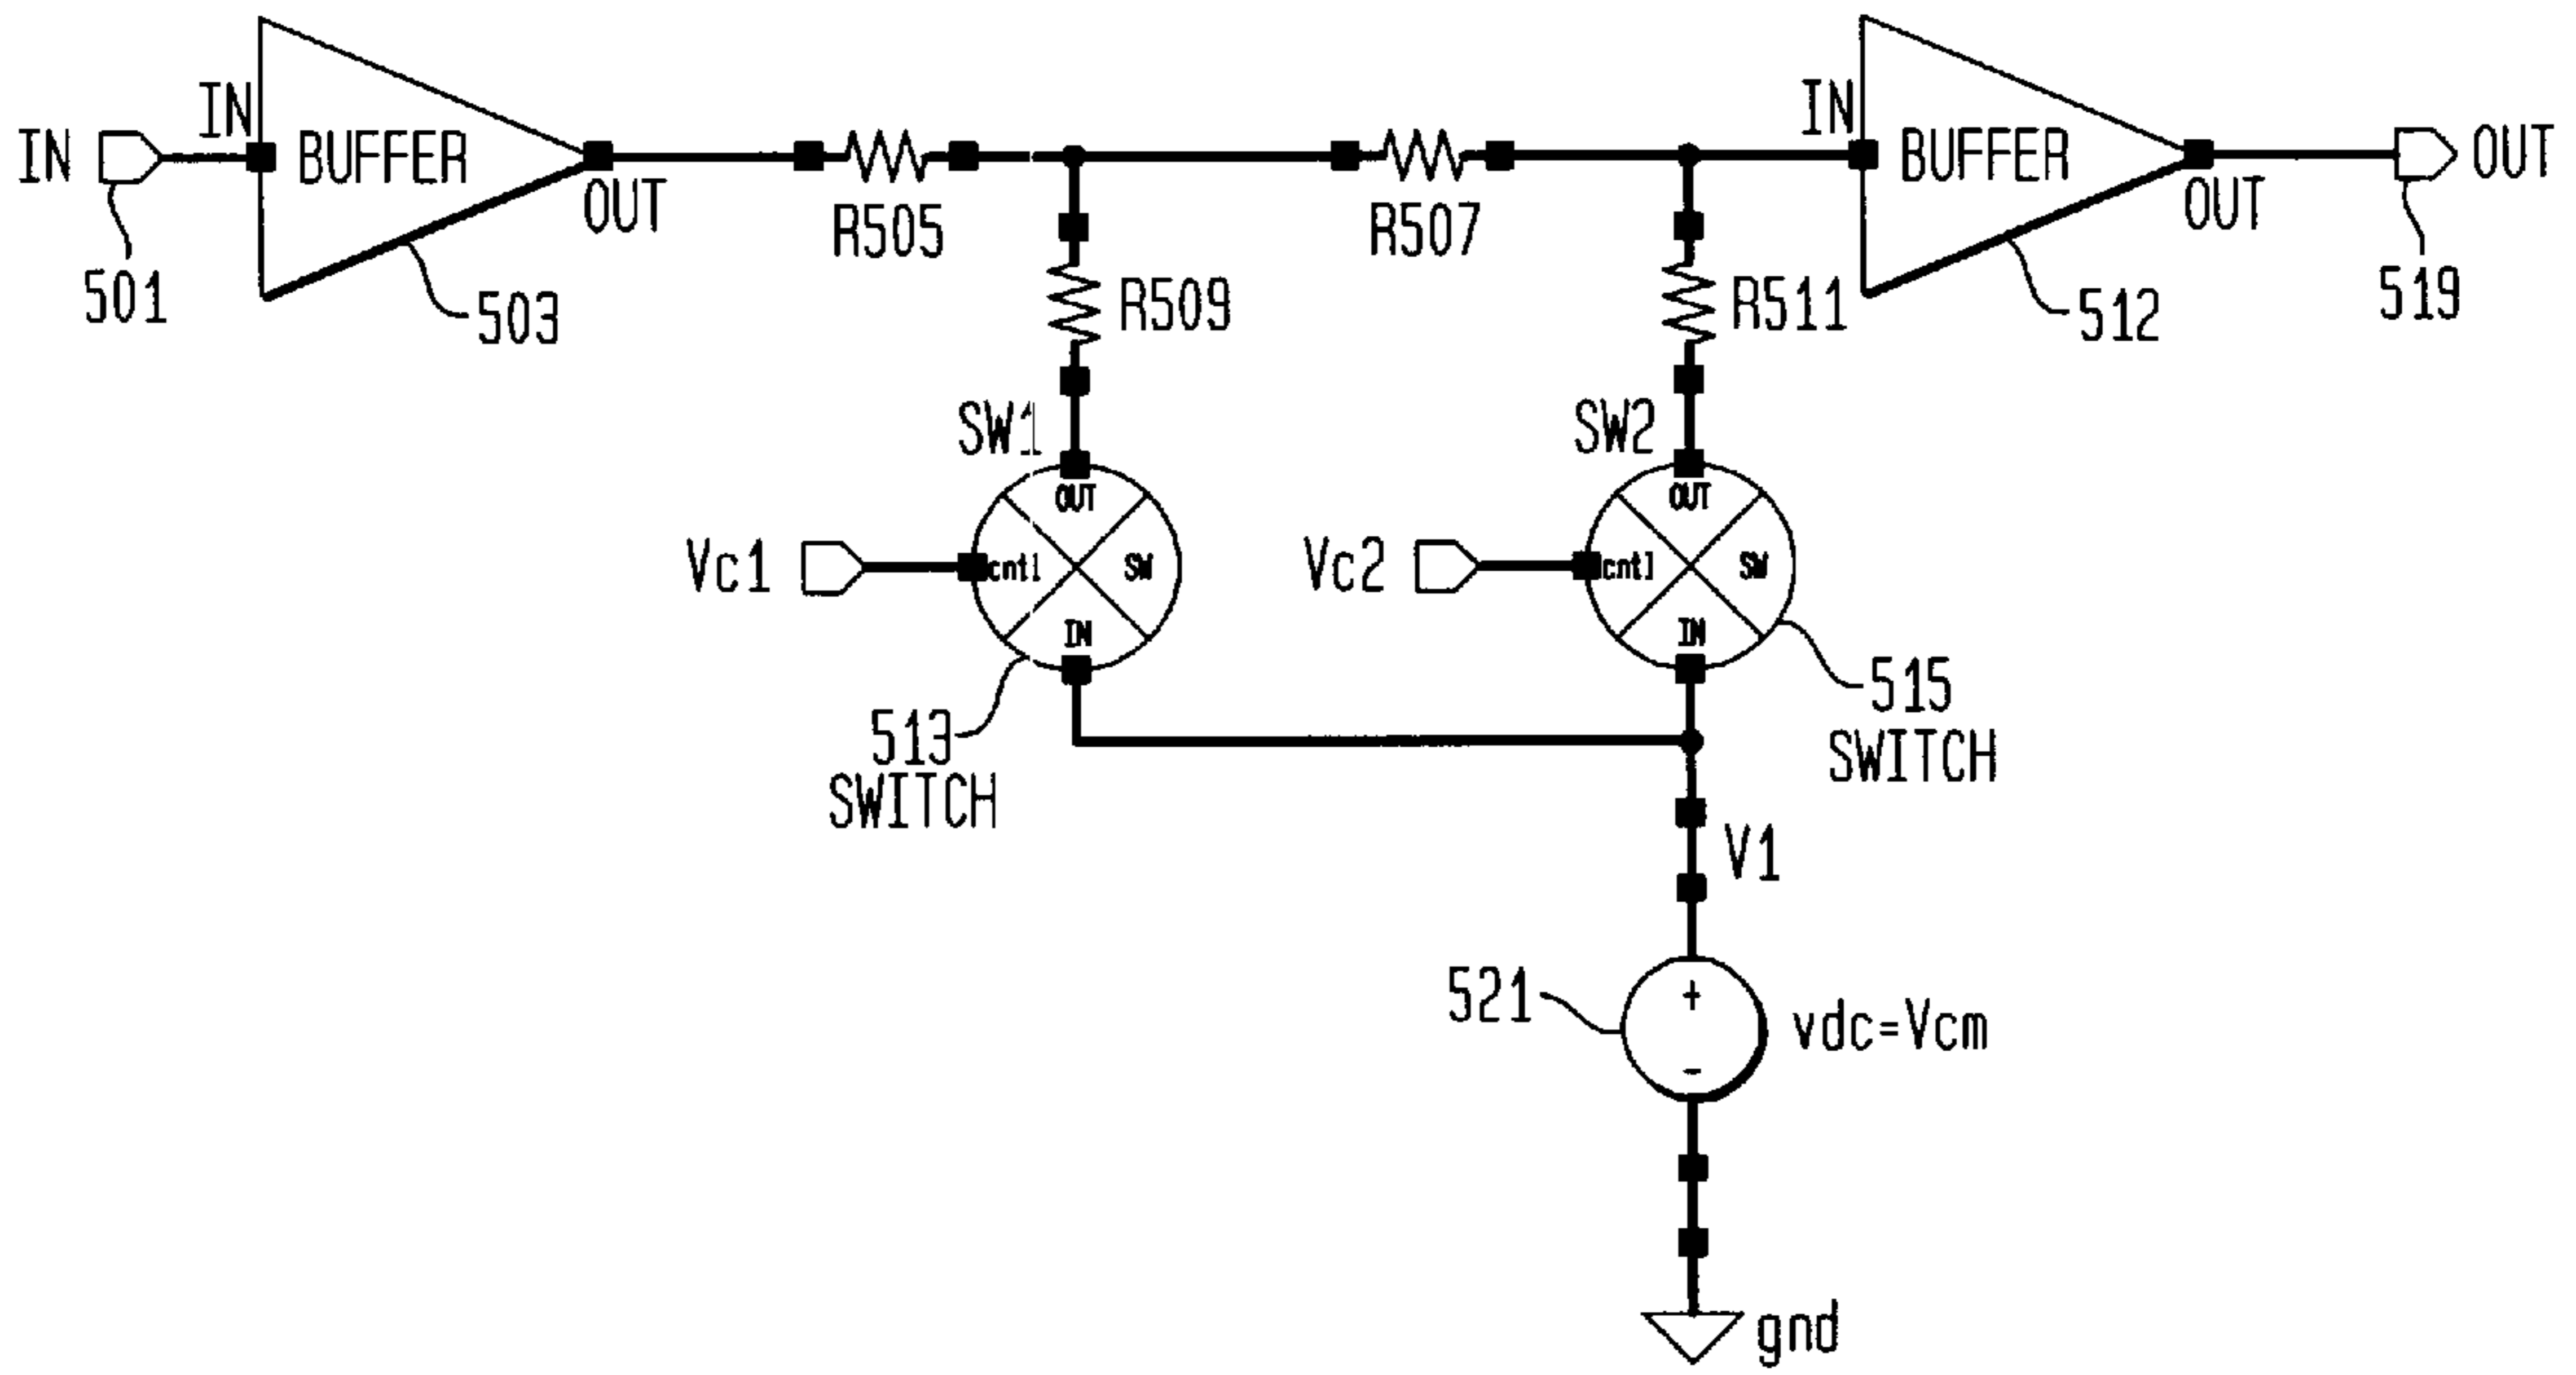 IN
IN
BUFFER
OUT
501
503
R505
R507
R509
R511
IN
BUFFER
OUT
OUT
512
519
SW1
SW2
OUT
cntl
SW
IN
OUT
cntl
SW
IN
Vc1
Vc2
513
SWITCH
515
SWITCH
V1
521
+
-
vdc=Vcm
gnd